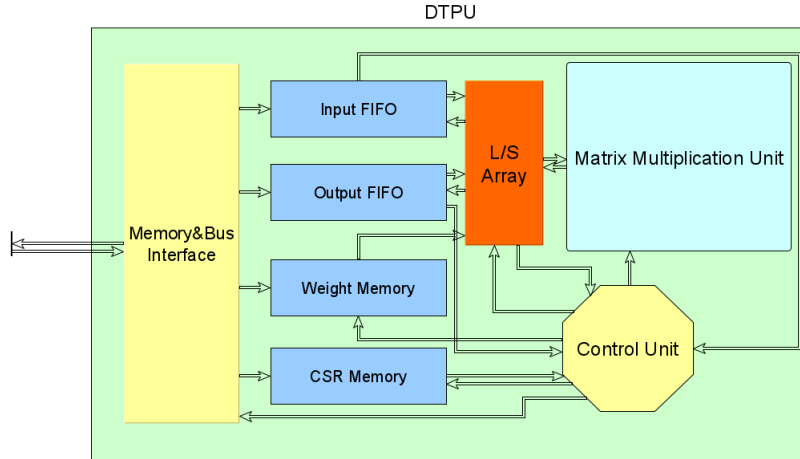 DTPU
Input FIFO
L/S
Array
Matrix Multiplication Unit
Output FIFO
Memory&Bus
Interface
Weight Memory
Control Unit
CSR Memory